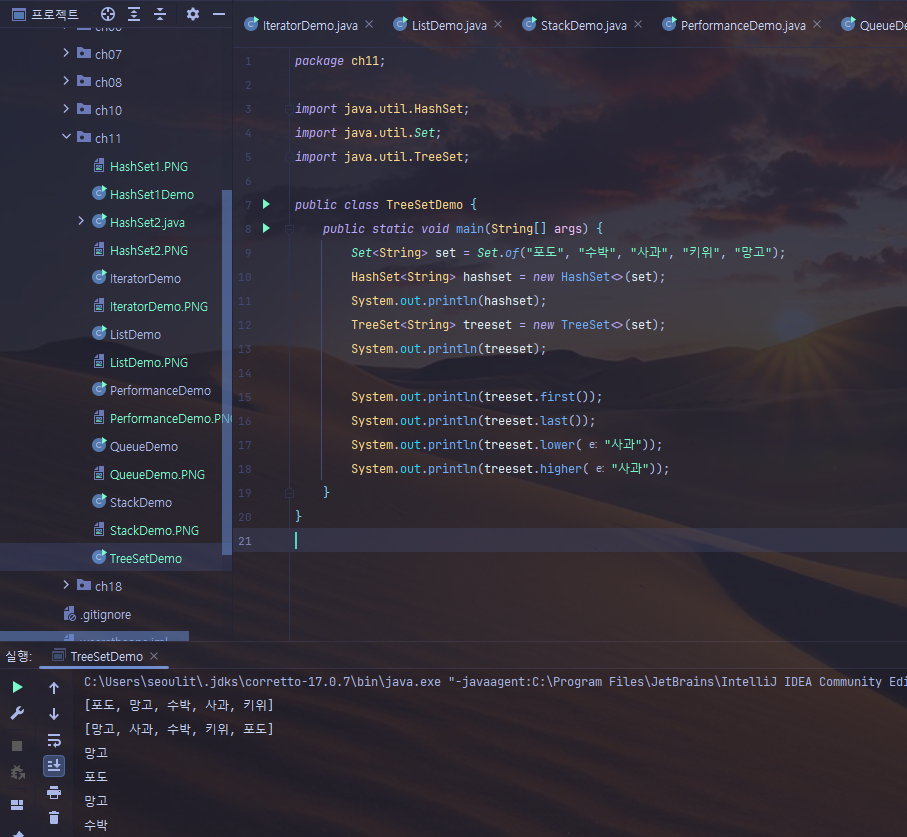 프로젝트
IteratorDemo.java
ListDemo.java
StackDemo.java
PerformanceDemo.java
QueueDe
ch07
ch08
ch10
ch11
HashSet1.PNG
HashSet1Demo
HashSet2.java
HashSet2.PNG
IteratorDemo
IteratorDemo.PNG
ListDemo
ListDemo.PNG
PerformanceDemo
PerformanceDemo.PN
QueueDemo
QueueDemo.PNG
StackDemo
StackDemo.PNG
TreeSetDemo
ch18
.gitignore
1 package ch11;
2
3 import java.util.HashSet;
4 import java.util.Set;
5 import java.util.TreeSet;
6
7 public class TreeSetDemo {
8 public static void main(String[] args) {
9 Set<String> set = Set.of("포도", "수박", "사과", "키위", "망고");
10 HashSet<String> hashset = new HashSet<>(set);
11 System.out.println(hashset);
12 TreeSet<String> treeset = new TreeSet<>(set);
13 System.out.println(treeset);
14
15 System.out.println(treeset.first());
16 System.out.println(treeset.last());
17 System.out.println(treeset.lower( e: "사과"));
18 System.out.println(treeset.higher( e: "사과"));
19 }
20 }
21
실행: TreeSetDemo
C:\Users\seoulit\.jdks\corretto-17.0.7\bin\java.exe "-javaagent:C:\Program Files\JetBrains\IntelliJ IDEA Community Edi
[포도, 망고, 수박, 사과, 키위]
[망고, 사과, 수박, 키위, 포도]
망고
포도
망고
수박